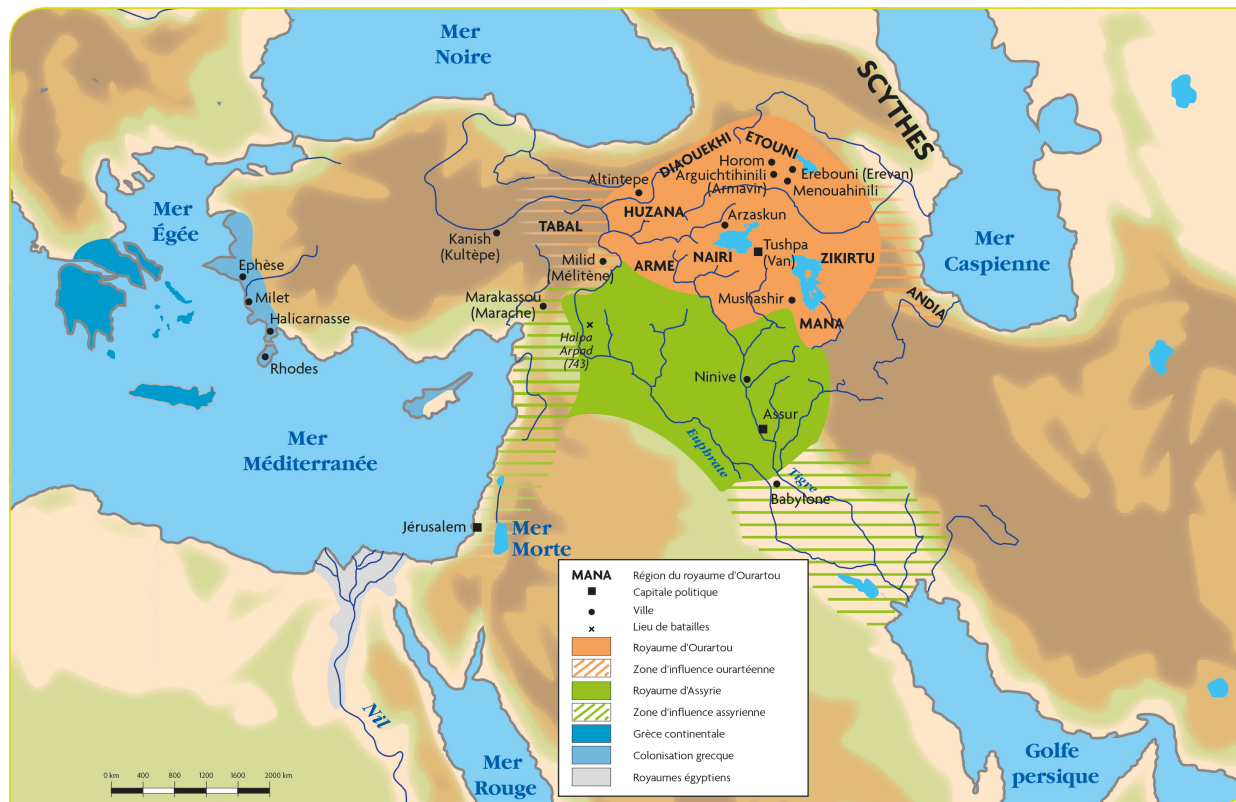 Mer
Noire
SCYTHES
Mer
Égée
Mer
Caspienne
DIAOUEKHI
ETOUNI
Horom
Arguichtihinili
(Armavir)
Erebouni (Erevan)
Menouahinili
Altintepe
HUZANA
Arzaskun
TABAL
Kanish
(Kultèpe)
Tushpa
(Van)
NAIRI
ARME
ZIKIRTU
Milid
(Mélitène)
Ephèse
Milet
Halicarnasse
Rhodes
Marakassou
(Marache)
Mushashir
MANA
ANDIA
Halpa
Arpad
(743)
Ninive
Assur
Mer
Méditerranée
Euphrate
Tigre
Babylone
Jérusalem
Mer
Morte
Nil
Mer
Rouge
Golfe
persique
MANA Région du royaume d'Ourartou
Capitale politique
Ville
Lieu de batailles
Royaume d'Ourartou
Zone d'influence ourartéenne
Royaume d'Assyrie
Zone d'influence assyrienne
Grèce continentale
Colonisation grecque
Royaumes égyptiens
0 km 400 800 1200 1600 2000 km